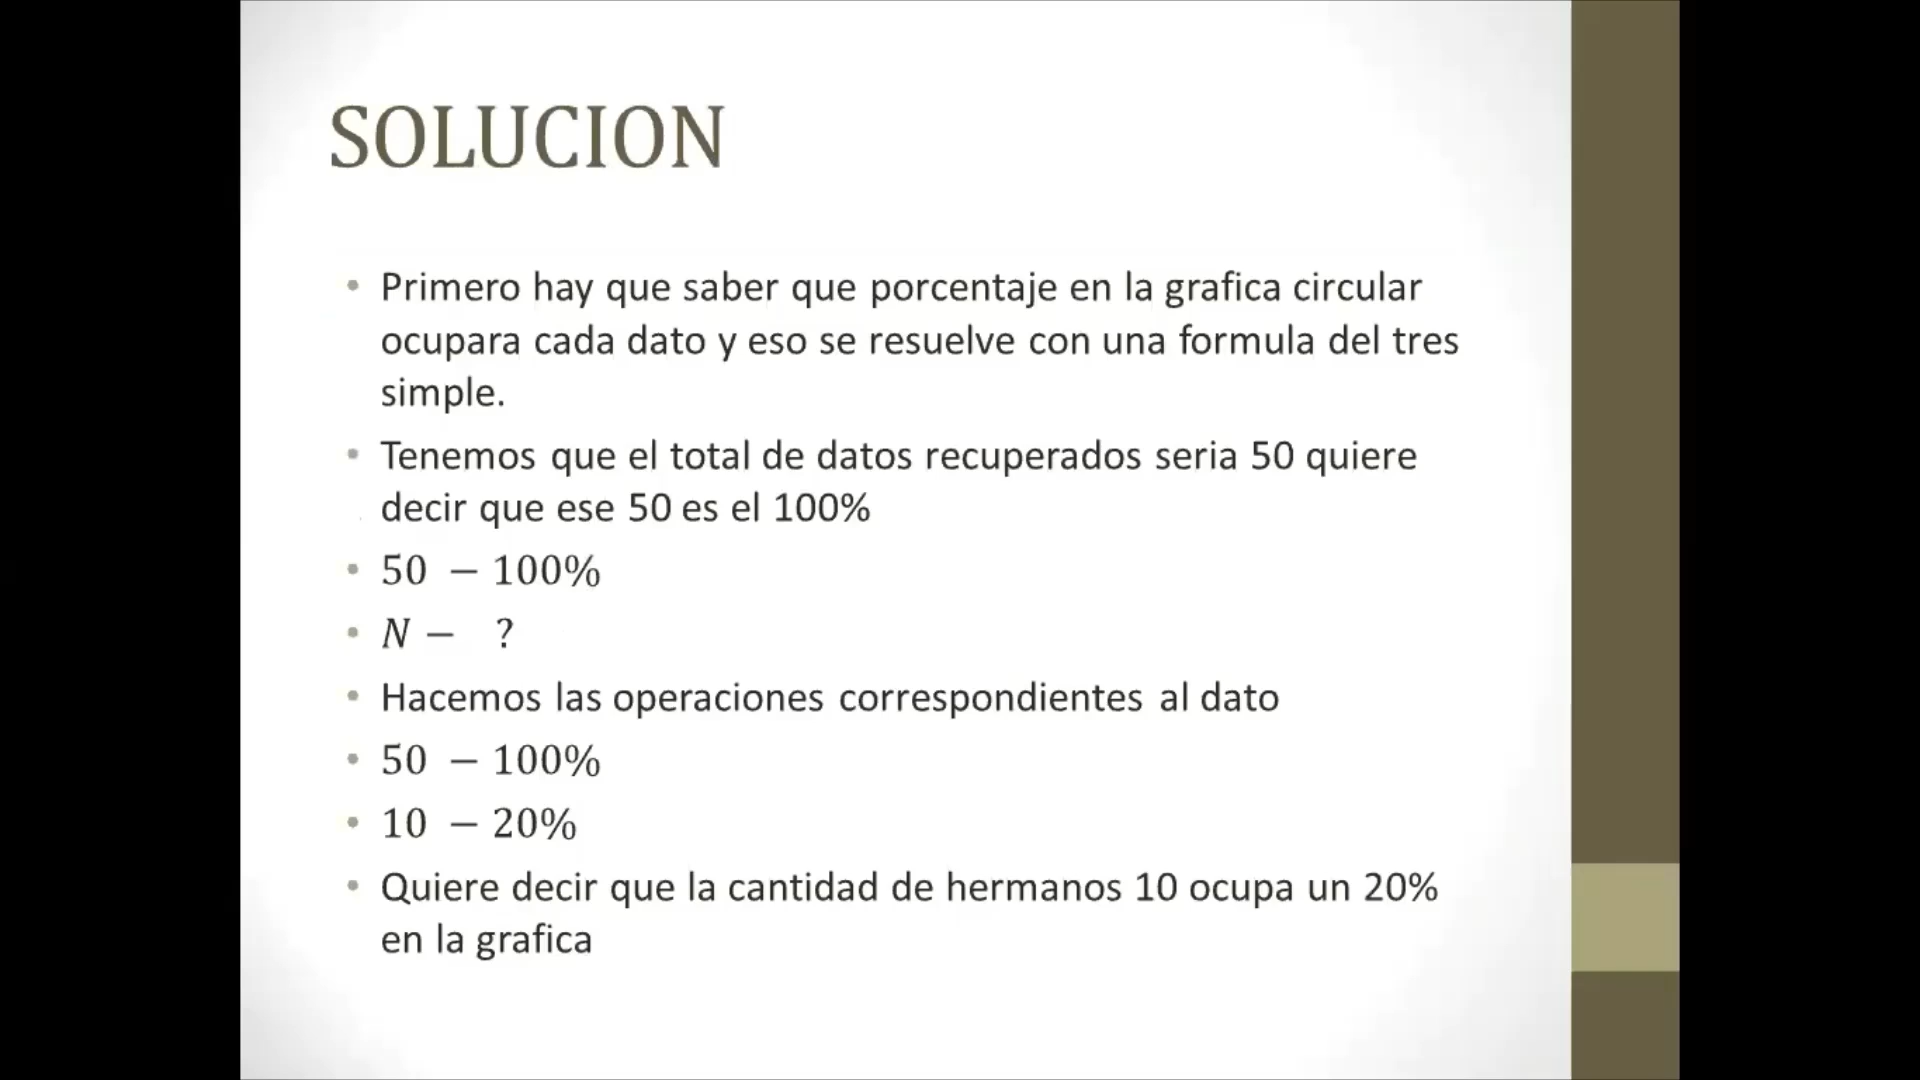 SOLUCION
• Primero hay que saber que porcentaje en la grafica circular
ocupara cada dato y eso se resuelve con una formula del tres
simple.
• Tenemos que el total de datos recuperados seria 50 quiere
decir que ese 50 es el 100%
• 50 − 100%
• N − ?
• Hacemos las operaciones correspondientes al dato
• 50 − 100%
• 10 − 20%
• Quiere decir que la cantidad de hermanos 10 ocupa un 20%
en la grafica